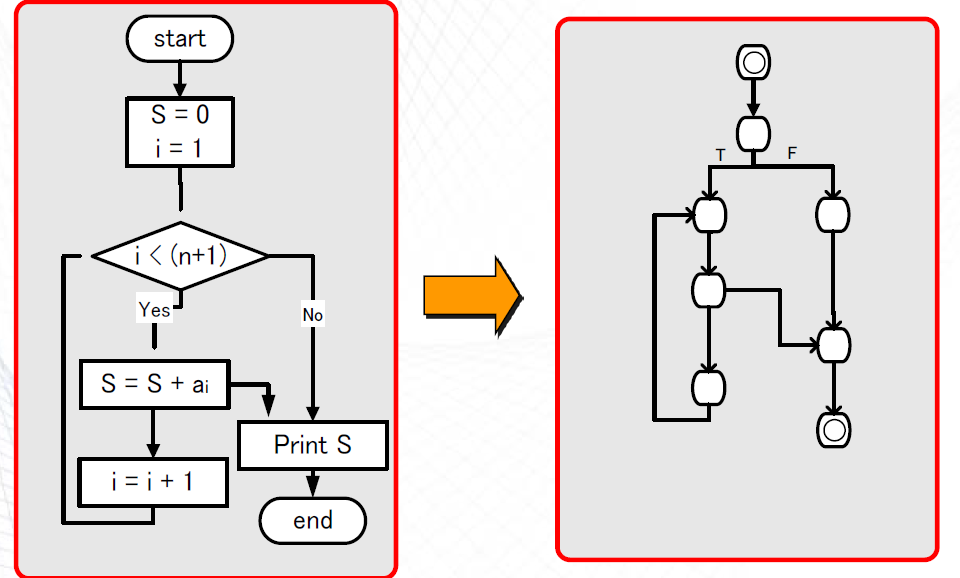 start
S = 0
i = 1
i < (n+1)
Yes
No
S = S + ai
Print S
i = i + 1
end
T
F